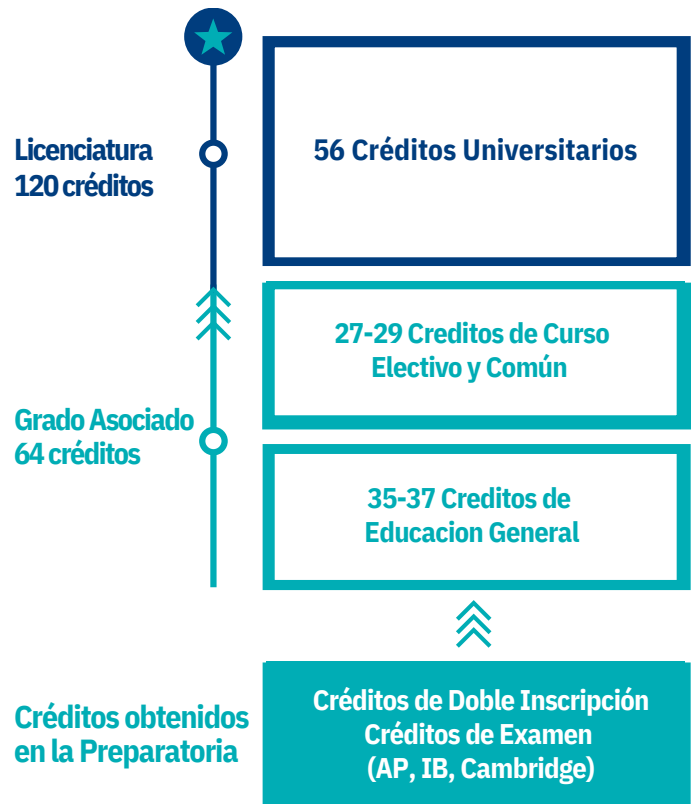 Licenciatura
120 créditos
56 Créditos Universitarios
27-29 Creditos de Curso
Electivo y Común
Grado Asociado
64 créditos
35-37 Creditos de
Educacion General
Créditos obtenidos
en la Preparatoria
Créditos de Doble Inscripción
Créditos de Examen
(AP, IB, Cambridge)